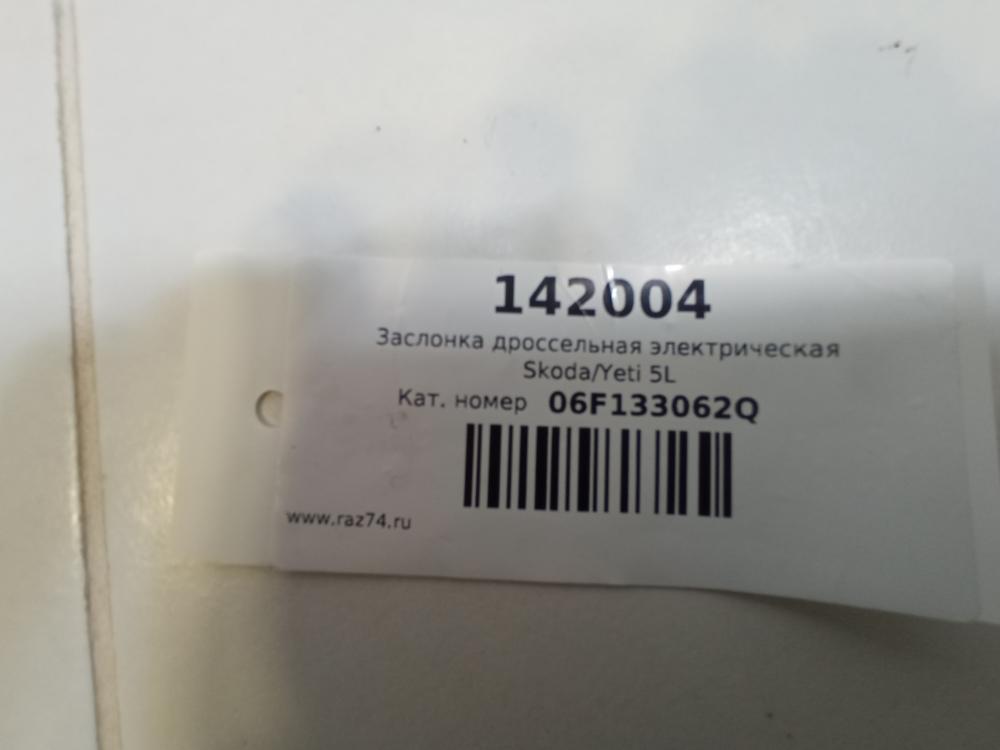 142004
Заслонка дроссельная электрическая
Skoda/Yeti 5L
Кат. номер 06F133062Q
www.raz74.ru